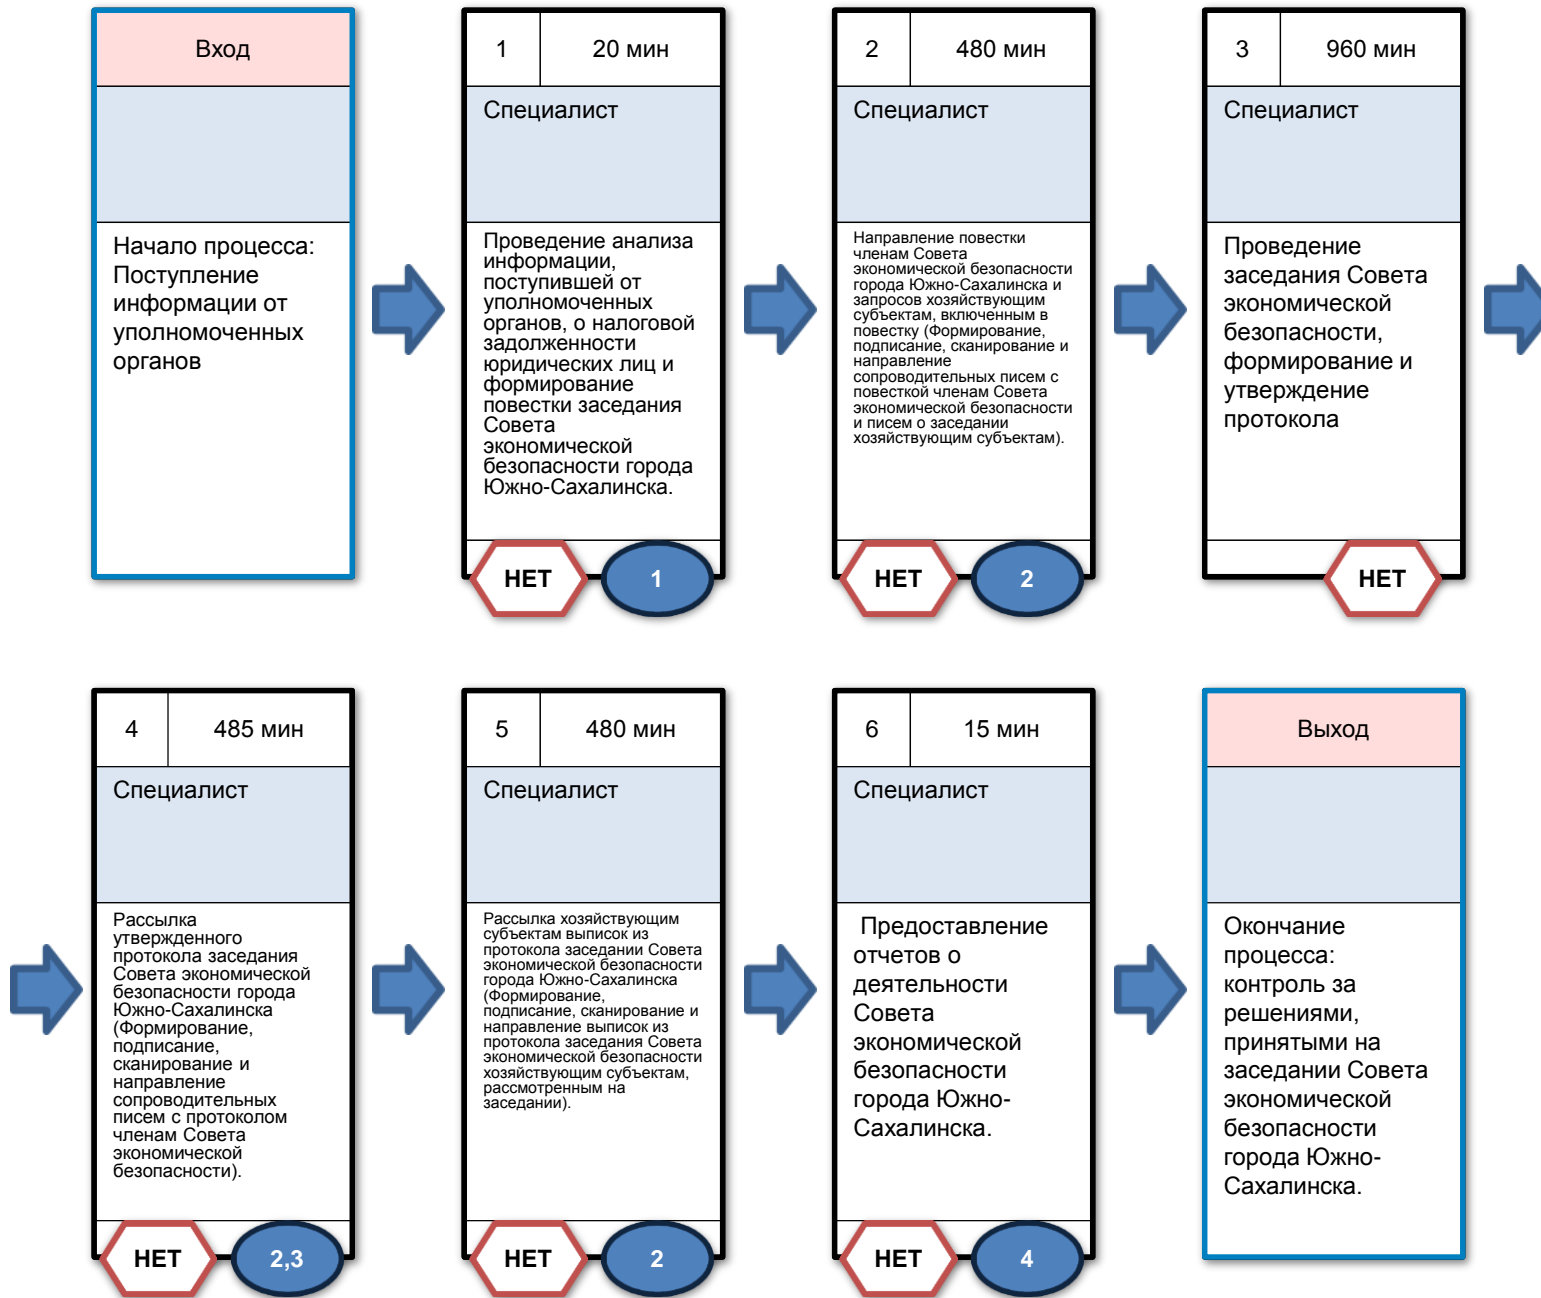 Вход
Начало процесса:
Поступление
информации от
уполномоченных
органов
1
20 мин
Специалист
Проведение анализа
информации,
поступившей от
уполномоченных
органов, о налоговой
задолженности
юридических лиц и
формирование
повестки заседания
Совета
экономической
безопасности города
Южно-Сахалинска.
НЕТ
1
2
480 мин
Специалист
Направление повестки
членам Совета
экономической безопасности
города Южно-Сахалинска и
запросов хозяйствующим
субъектам, включенным в
повестку (Формирование,
подписание, сканирование и
направление
сопроводительных писем с
повесткой членам Совета
экономической безопасности
и писем о заседании
хозяйствующим субъектам).
НЕТ
2
3
960 мин
Специалист
Проведение
заседания Совета
экономической
безопасности,
формирование и
утверждение
протокола
НЕТ
4
485 мин
Специалист
Рассылка
утвержденного
протокола заседания
Совета экономической
безопасности города
Южно-Сахалинска
(Формирование,
подписание,
сканирование и
направление
сопроводительных
писем с протоколом
членам Совета
экономической
безопасности).
НЕТ
2,3
5
480 мин
Специалист
Рассылка хозяйствующим
субъектам выписок из
протокола заседании Совета
экономической безопасности
города Южно-Сахалинска
(Формирование,
подписание, сканирование и
направление выписок из
протокола заседания Совета
экономической безопасности
хозяйствующим субъектам,
рассмотренным на
заседании).
НЕТ
2
6
15 мин
Специалист
Предоставление
отчетов о
деятельности
Совета
экономической
безопасности
города Южно-
Сахалинска.
НЕТ
4
Выход
Окончание
процесса:
контроль за
решениями,
принятыми на
заседании Совета
экономической
безопасности
города Южно-
Сахалинска.